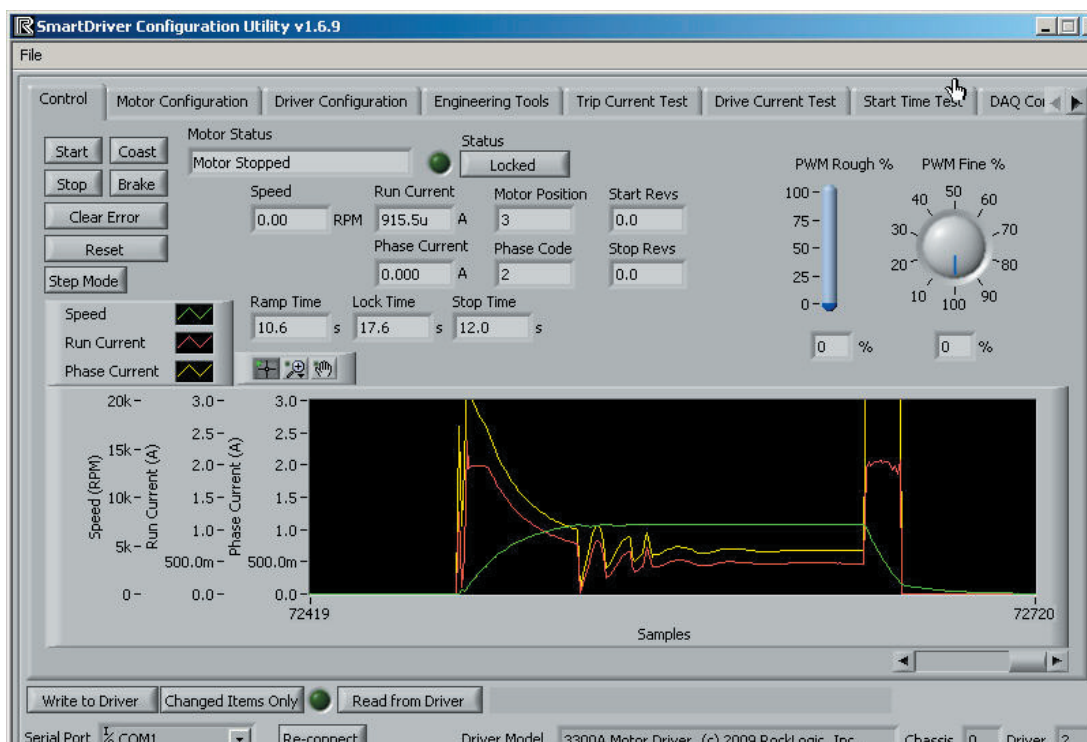 SmartDriver Configuration Utility v1.6.9
File
Control Motor Configuration Driver Configuration Engineering Tools Trip Current Test Drive Current Test Start Time Test DAQ
Start Coast
Stop Brake
Clear Error
Reset
Step Mode
Motor Status
Motor Stopped
Status
Locked
Speed
0.00 RPM
Run Current
915.5u A
Motor Position
3
Start Revs
0.0
Phase Current
0.000 A
Phase Code
2
Stop Revs
0.0
Ramp Time
10.6 s
Lock Time
17.6 s
Stop Time
12.0 s
PWM Rough %
100
75
50
25
0
0 %
PWM Fine %
10 20 30 40 50 60 70 80 90 100
0 %
Speed
Run Current
Phase Current
Speed (RPM)
20k
15k
10k
5k
0
Run Current (A)
3.0
2.5
2.0
1.5
1.0
500.0m
0.0
Phase Current (A)
3.0
2.5
2.0
1.5
1.0
500.0m
0.0
72419 72720
Samples
Write to Driver Changed Items Only Read from Driver
Serial Port COM1 Re-connect Driver Model 3300A Motor Driver, (c) 2009 RockLogic, Inc. Chassis 0 Driver 2